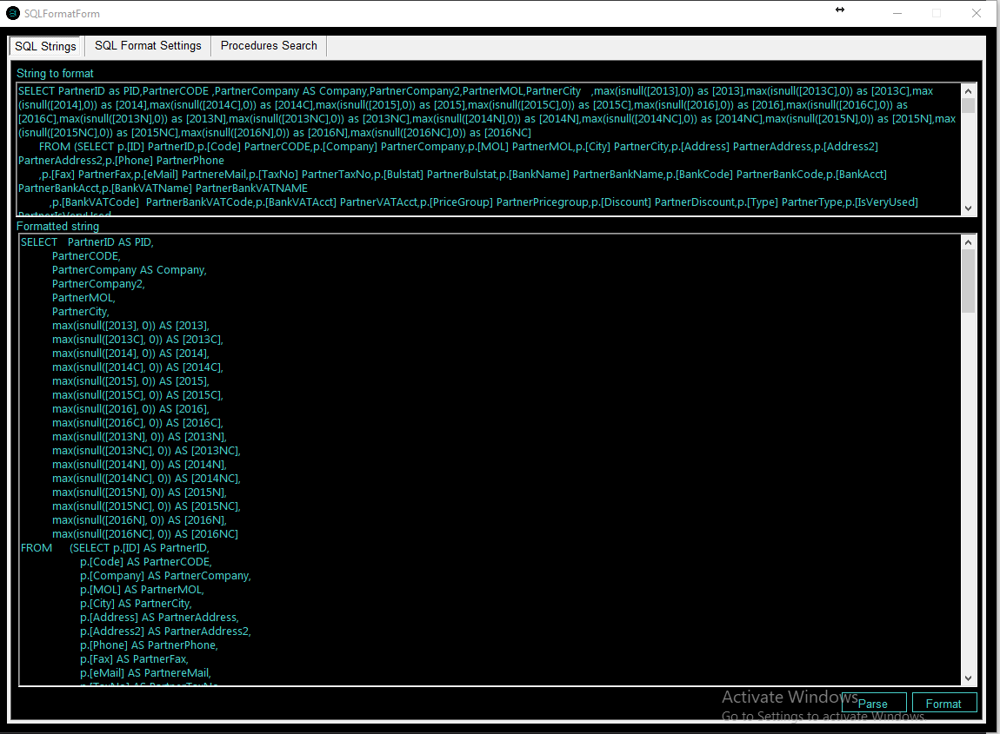 SQLFormatForm
SQL Strings SQL Format Settings Procedures Search
String to format
SELECT PartnerID as PID,PartnerCODE ,PartnerCompany AS Company,PartnerCompany2,PartnerMOL,PartnerCity ,max(isnull([2013],0)) as [2013],max(isnull([2013C],0)) as [2013C],max
(isnull([2014],0)) as [2014],max(isnull([2014C],0)) as [2014C],max(isnull([2015],0)) as [2015],max(isnull([2015C],0)) as [2015C],max(isnull([2016],0)) as [2016],max(isnull([2016C],0)) as
[2016C],max(isnull([2013N],0)) as [2013N],max(isnull([2013NC],0)) as [2013NC],max(isnull([2014N],0)) as [2014N],max(isnull([2014NC],0)) as [2014NC],max(isnull([2015N],0)) as [2015N],max
(isnull([2015NC],0)) as [2015NC],max(isnull([2016N],0)) as [2016N],max(isnull([2016NC],0)) as [2016NC]
FROM (SELECT p.[ID] PartnerID,p.[Code] PartnerCODE,p.[Company] PartnerCompany,p.[MOL] PartnerMOL,p.[City] PartnerCity,p.[Address] PartnerAddress,p.[Address2]
PartnerAddress2,p.[Phone] PartnerPhone
,p.[Fax] PartnerFax,p.[eMail] PartnereMail,p.[TaxNo] PartnerTaxNo,p.[Bulstat] PartnerBulstat,p.[BankName] PartnerBankName,p.[BankCode] PartnerBankCode,p.[BankAcct]
PartnerBankAcct,p.[BankVATName] PartnerBankVATNAME
,p.[BankVATCode] PartnerBankVATCode,p.[BankVATAcct] PartnerVATAcct,p.[PriceGroup] PartnerPricegroup,p.[Discount] PartnerDiscount,p.[Type] PartnerType,p.[IsVeryUsed]
PartnerIsVeryUsed
Formatted string
SELECT PartnerID AS PID,
PartnerCODE,
PartnerCompany AS Company,
PartnerCompany2,
PartnerMOL,
PartnerCity,
max(isnull([2013], 0)) AS [2013],
max(isnull([2013C], 0)) AS [2013C],
max(isnull([2014], 0)) AS [2014],
max(isnull([2014C], 0)) AS [2014C],
max(isnull([2015], 0)) AS [2015],
max(isnull([2015C], 0)) AS [2015C],
max(isnull([2016], 0)) AS [2016],
max(isnull([2016C], 0)) AS [2016C],
max(isnull([2013N], 0)) AS [2013N],
max(isnull([2013NC], 0)) AS [2013NC],
max(isnull([2014N], 0)) AS [2014N],
max(isnull([2014NC], 0)) AS [2014NC],
max(isnull([2015N], 0)) AS [2015N],
max(isnull([2015NC], 0)) AS [2015NC],
max(isnull([2016N], 0)) AS [2016N],
max(isnull([2016NC], 0)) AS [2016NC]
FROM (SELECT p.[ID] AS PartnerID,
p.[Code] AS PartnerCODE,
p.[Company] AS PartnerCompany,
p.[MOL] AS PartnerMOL,
p.[City] AS PartnerCity,
p.[Address] AS PartnerAddress,
p.[Address2] AS PartnerAddress2,
p.[Phone] AS PartnerPhone,
p.[Fax] AS PartnerFax,
p.[eMail] AS PartnereMail,
p.[TaxNo] AS PartnerTaxNo,
Activate Windows
Go to Settings to activate Windows.
Parse Format